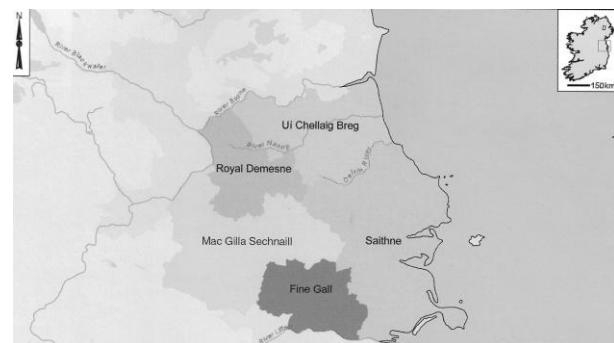 N
150km
River Blackwater
River Boyne
Uí Chellaig Breg
River Nanny
Delvin River
Royal Demesne
Mac Gilla Sechnaill
Saithne
Fine Gall
River Liffey